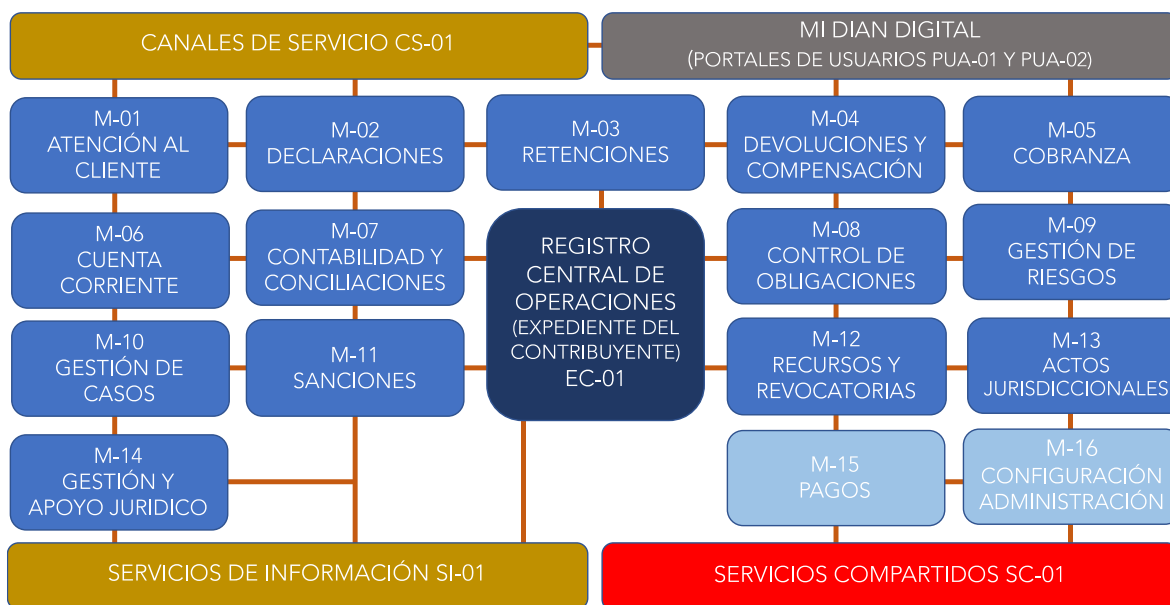 CANALES DE SERVICIO CS-01
MI DIAN DIGITAL
(PORTALES DE USUARIOS PUA-01 Y PUA-02)
M-01
ATENCIÓN AL
CLIENTE
M-02
DECLARACIONES
M-03
RETENCIONES
M-04
DEVOLUCIONES Y
COMPENSACIÓN
M-05
COBRANZA
M-06
CUENTA
CORRIENTE
M-07
CONTABILIDAD Y
CONCILIACIONES
REGISTRO
CENTRAL DE
OPERACIONES
(EXPEDIENTE DEL
CONTRIBUYENTE)
EC-01
M-08
CONTROL DE
OBLIGACIONES
M-09
GESTIÓN DE
RIESGOS
M-10
GESTIÓN DE
CASOS
M-11
SANCIONES
M-12
RECURSOS Y
REVOCATORIAS
M-13
ACTOS
JURISDICCIONALES
M-14
GESTIÓN Y
APOYO JURIDICO
M-15
PAGOS
M-16
CONFIGURACIÓN
ADMINISTRACIÓN
SERVICIOS DE INFORMACIÓN SI-01
SERVICIOS COMPARTIDOS SC-01